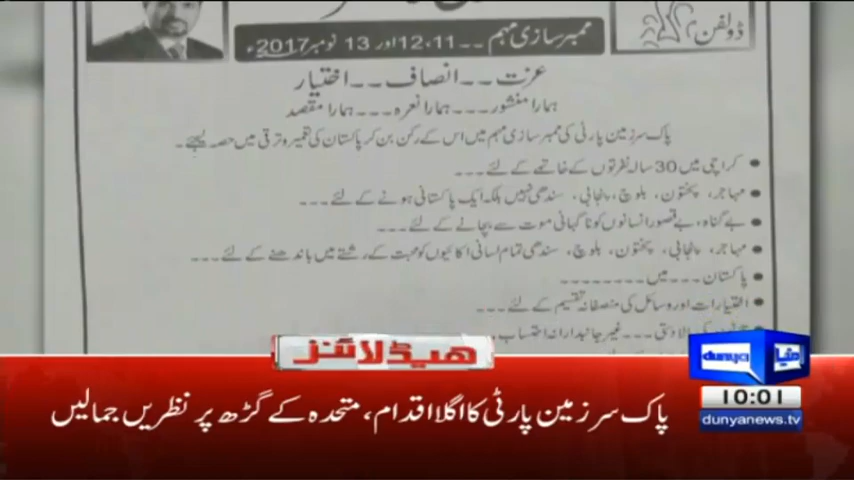 ڈولفن
ممبر سازی مہم ۔۔ 12،11 اور 13 نومبر 2017ء
عزت۔۔۔ انصاف۔۔۔ اختیار
ہمارا منشور۔۔۔ ہمارا نعرہ۔۔۔ ہمارا مقصد
پاک سرزمین پارٹی کی ممبر سازی مہم میں اس کے رکن بن کر پاکستان کی تعمیر و ترقی میں حصہ لیجئے۔
کراچی میں 30 سالہ نفرتوں کے خاتمے کے لئے۔۔۔
مہاجر، پختون، بلوچ، پنجابی، سندھی نہیں بلکہ ایک پاکستانی ہونے کے لئے۔۔۔
بے گناہ، بے قصور انسانوں کو ناگہانی موت سے بچانے کے لئے۔۔۔
مہاجر، پنجابی، پختون، بلوچ، سندھی تمام لسانی اکائیوں کو محبت کے رشتے میں باندھنے کے لئے۔۔۔
پاکستان۔۔۔ میں۔۔۔۔۔۔۔۔
اختیارات اور وسائل کی منصفانہ تقسیم کے لئے۔۔۔
کی بالادستی۔۔۔ غیر جانبدارانہ احتساب
ھیڈلائنز
دنیا
dunya
10:01
dunyanews.tv
پاک سرزمین پارٹی کا اگلا اقدام، متحدہ کے گڑھ پر نظریں جمالیں